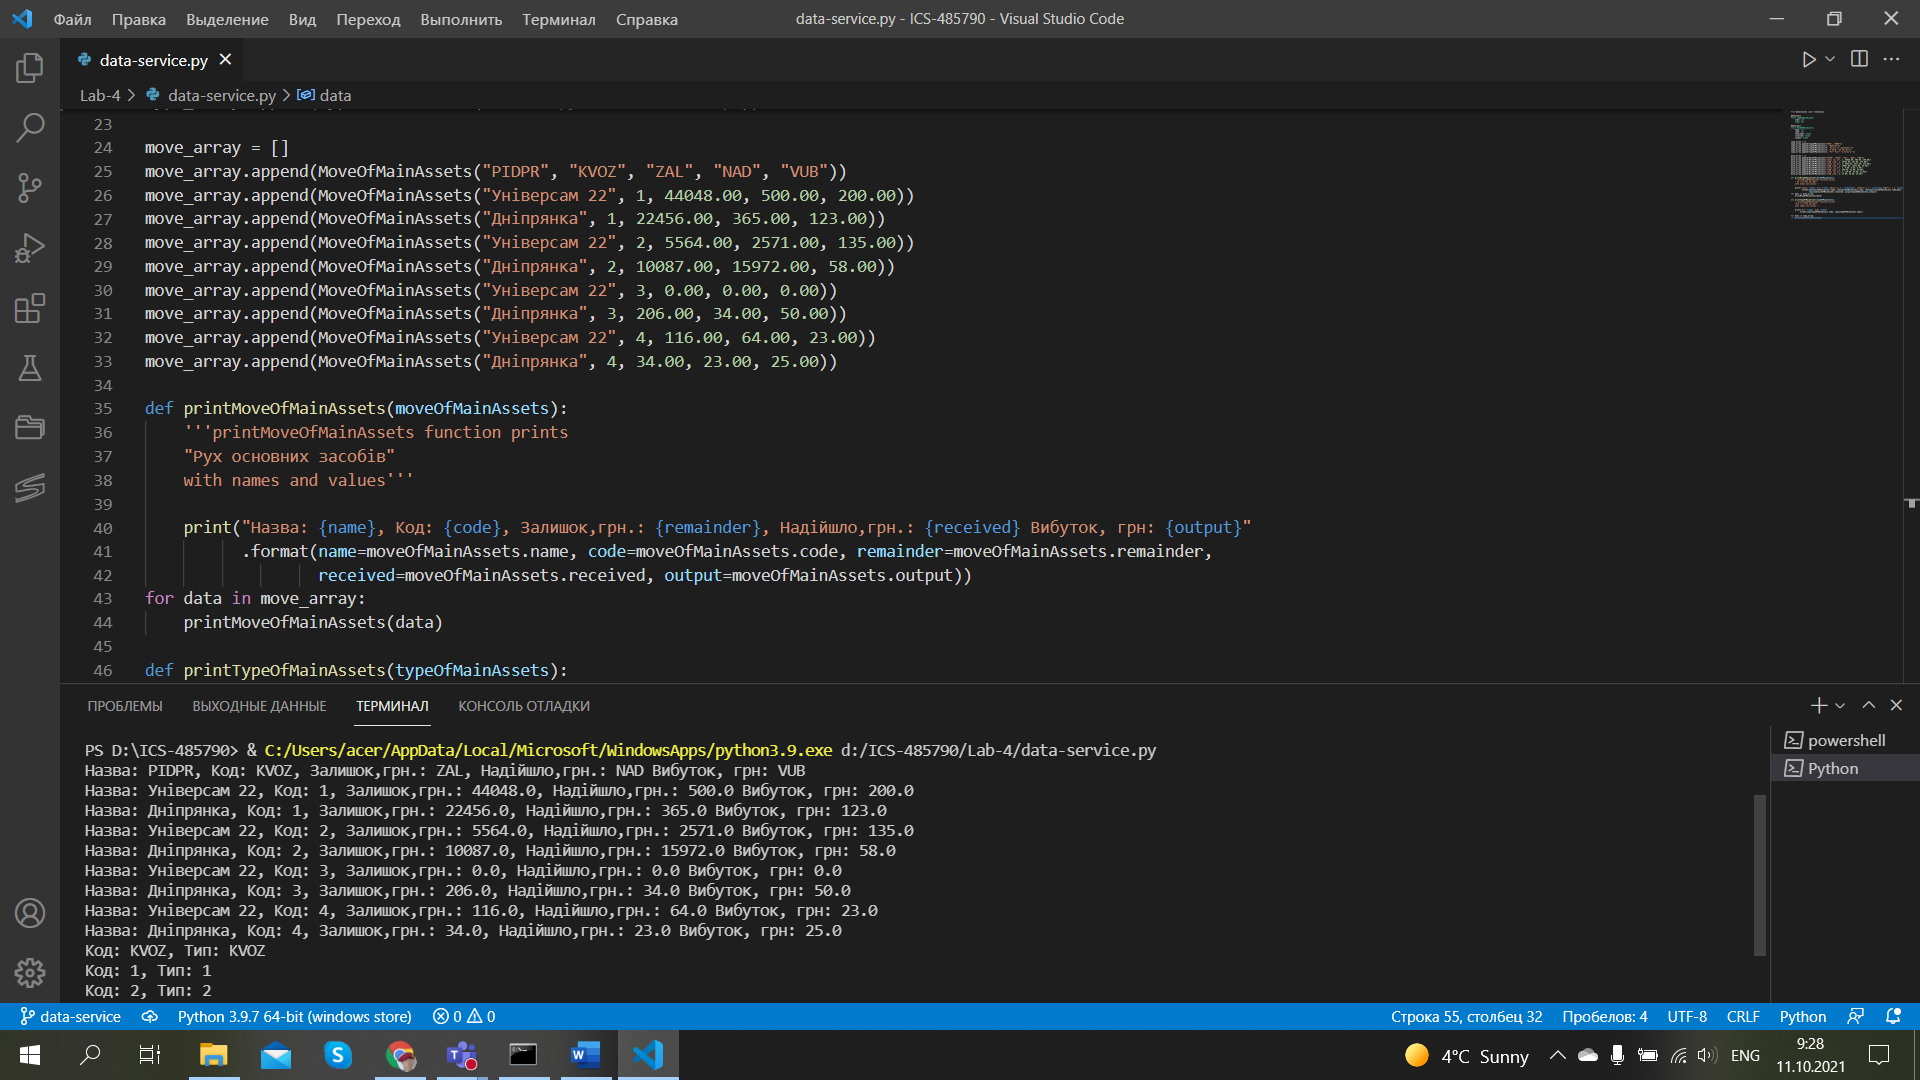 Файл Правка Выделение Вид Переход Выполнить Терминал Справка data-service.py - ICS-485790 - Visual Studio Code
data-service.py
Lab-4 > data-service.py > data
23
24 move_array = []
25 move_array.append(MoveOfMainAssets("PIDPR", "KVOZ", "ZAL", "NAD", "VUB"))
26 move_array.append(MoveOfMainAssets("Універсам 22", 1, 44048.00, 500.00, 200.00))
27 move_array.append(MoveOfMainAssets("Дніпрянка", 1, 22456.00, 365.00, 123.00))
28 move_array.append(MoveOfMainAssets("Універсам 22", 2, 5564.00, 2571.00, 135.00))
29 move_array.append(MoveOfMainAssets("Дніпрянка", 2, 10087.00, 15972.00, 58.00))
30 move_array.append(MoveOfMainAssets("Універсам 22", 3, 0.00, 0.00, 0.00))
31 move_array.append(MoveOfMainAssets("Дніпрянка", 3, 206.00, 34.00, 50.00))
32 move_array.append(MoveOfMainAssets("Універсам 22", 4, 116.00, 64.00, 23.00))
33 move_array.append(MoveOfMainAssets("Дніпрянка", 4, 34.00, 23.00, 25.00))
34
35 def printMoveOfMainAssets(moveOfMainAssets):
36 '''printMoveOfMainAssets function prints
37 "Рух основних засобів"
38 with names and values'''
39
40 print("Назва: {name}, Код: {code}, Залишок,грн.: {remainder}, Надійшло,грн.: {received} Вибуток, грн: {output}"
41 .format(name=moveOfMainAssets.name, code=moveOfMainAssets.code, remainder=moveOfMainAssets.remainder,
42 received=moveOfMainAssets.received, output=moveOfMainAssets.output))
43 for data in move_array:
44 printMoveOfMainAssets(data)
45
46 def printTypeOfMainAssets(typeOfMainAssets):
ПРОБЛЕМЫ ВЫХОДНЫЕ ДАННЫЕ ТЕРМИНАЛ КОНСОЛЬ ОТЛАДКИ
powershell
Python
PS D:\ICS-485790> & C:/Users/acer/AppData/Local/Microsoft/WindowsApps/python3.9.exe d:/ICS-485790/Lab-4/data-service.py
Назва: PIDPR, Код: KVOZ, Залишок,грн.: ZAL, Надійшло,грн.: NAD Вибуток, грн: VUB
Назва: Універсам 22, Код: 1, Залишок,грн.: 44048.0, Надійшло,грн.: 500.0 Вибуток, грн: 200.0
Назва: Дніпрянка, Код: 1, Залишок,грн.: 22456.0, Надійшло,грн.: 365.0 Вибуток, грн: 123.0
Назва: Універсам 22, Код: 2, Залишок,грн.: 5564.0, Надійшло,грн.: 2571.0 Вибуток, грн: 135.0
Назва: Дніпрянка, Код: 2, Залишок,грн.: 10087.0, Надійшло,грн.: 15972.0 Вибуток, грн: 58.0
Назва: Універсам 22, Код: 3, Залишок,грн.: 0.0, Надійшло,грн.: 0.0 Вибуток, грн: 0.0
Назва: Дніпрянка, Код: 3, Залишок,грн.: 206.0, Надійшло,грн.: 34.0 Вибуток, грн: 50.0
Назва: Універсам 22, Код: 4, Залишок,грн.: 116.0, Надійшло,грн.: 64.0 Вибуток, грн: 23.0
Назва: Дніпрянка, Код: 4, Залишок,грн.: 34.0, Надійшло,грн.: 23.0 Вибуток, грн: 25.0
Код: KVOZ, Тип: KVOZ
Код: 1, Тип: 1
Код: 2, Тип: 2
data-service Python 3.9.7 64-bit (windows store) 0 0 Строка 55, столбец 32 Пробелов: 4 UTF-8 CRLF Python
4°C Sunny ENG 9:28
11.10.2021